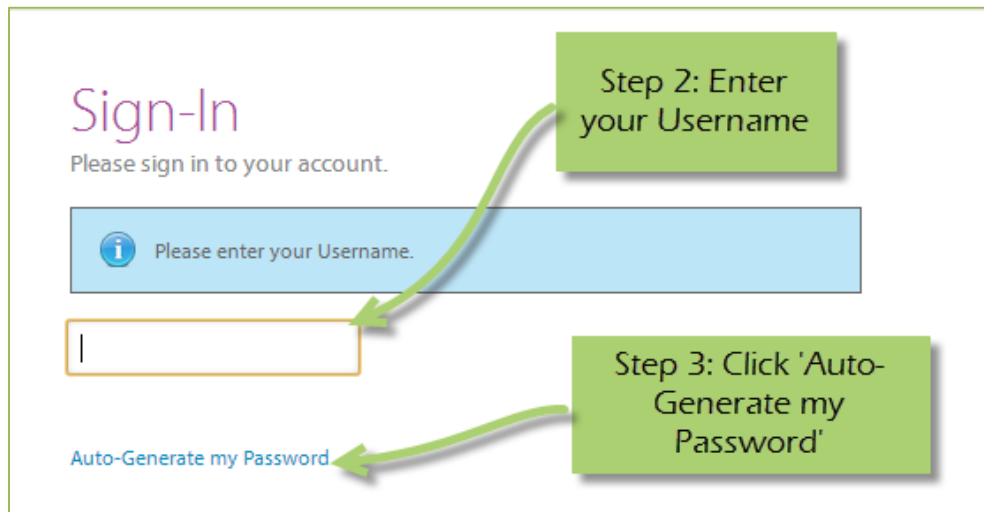 Sign-In
Please sign in to your account.
Step 2: Enter
your Username
Please enter your Username.
Step 3: Click 'Auto-
Generate my
Password'
Auto-Generate my Password